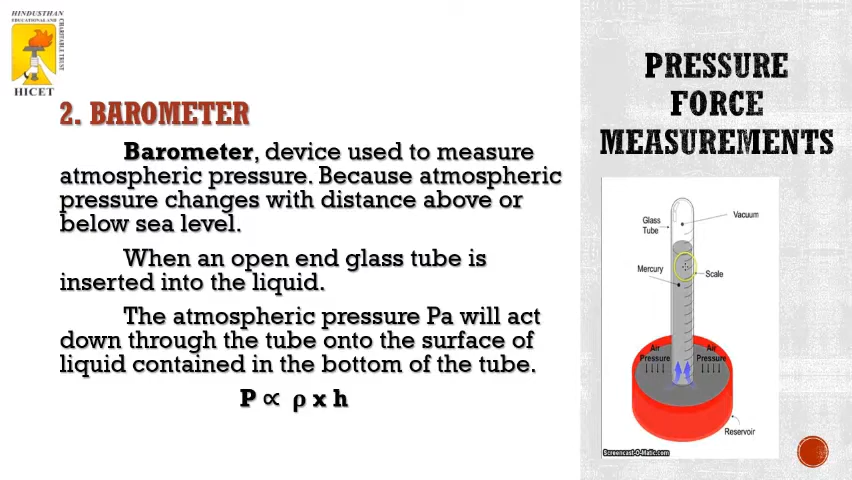 HINDUSTHAN
EDUCATIONAL AND
CHARITABLE TRUST
HICET
2. BAROMETER
Barometer, device used to measure
atmospheric pressure. Because atmospheric
pressure changes with distance above or
below sea level.
When an open end glass tube is
inserted into the liquid.
The atmospheric pressure Pa will act
down through the tube onto the surface of
liquid contained in the bottom of the tube.
P ∝ ρ x h
PRESSURE
FORCE
MEASUREMENTS
Vacuum
Glass
Tube
Mercury
Scale
Air
Pressure
Air
Pressure
Reservoir
Screencast-O-Matic.com